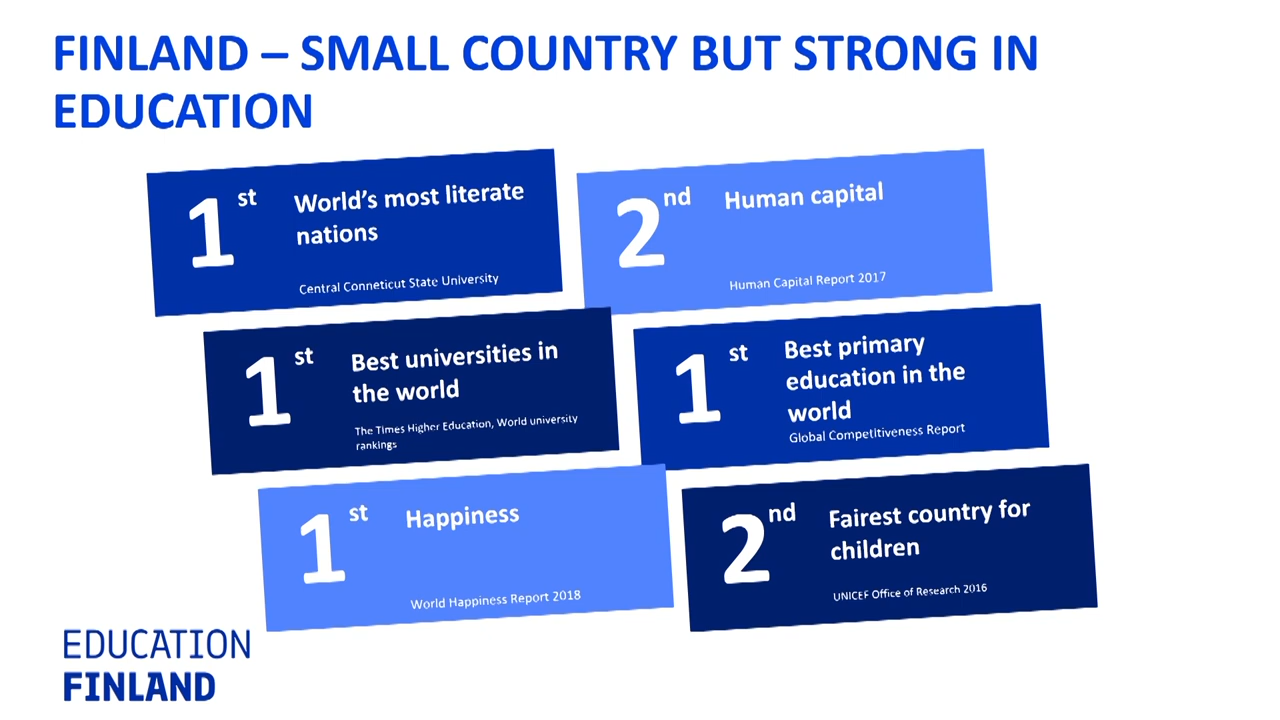 FINLAND – SMALL COUNTRY BUT STRONG IN
EDUCATION
1st
World's most literate
nations
Central Conneticut State University
2nd
Human capital
Human Capital Report 2017
1st
Best universities in
the world
The Times Higher Education, World university
rankings
1st
Best primary
education in the
world
Global Competitiveness Report
1st
Happiness
World Happiness Report 2018
2nd
Fairest country for
children
UNICEF Office of Research 2016
EDUCATION
FINLAND